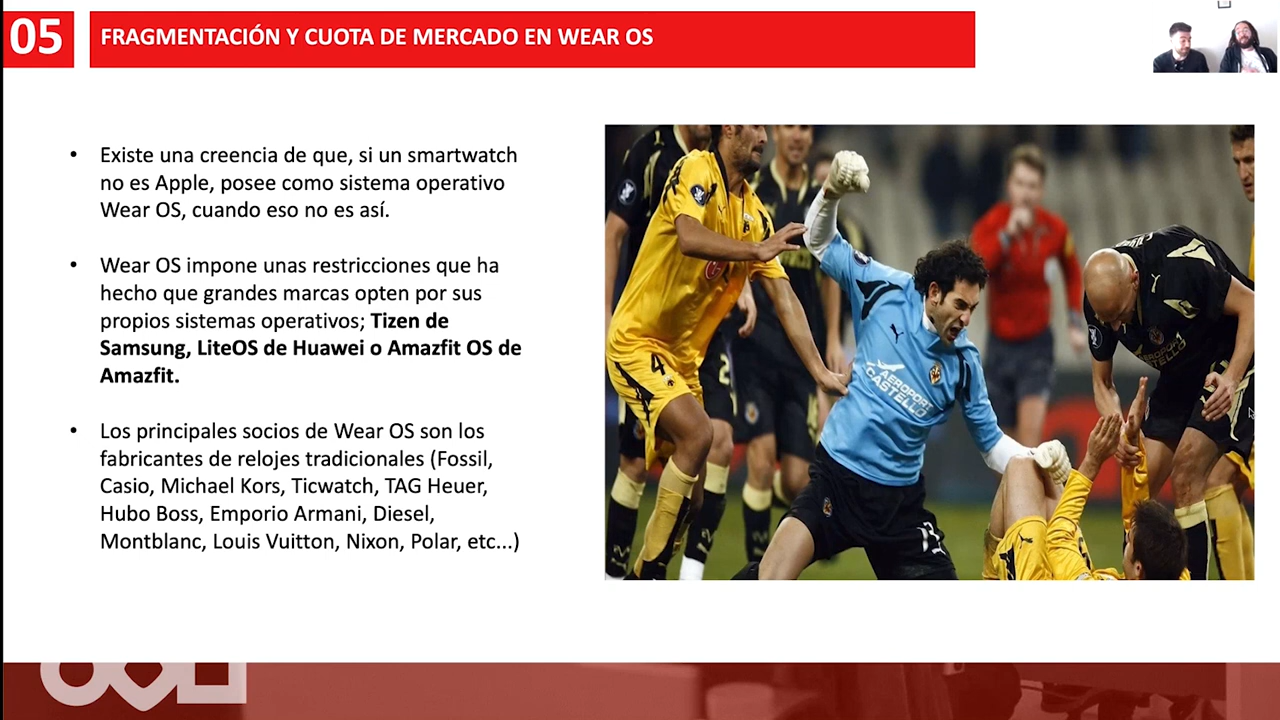 05
FRAGMENTACIÓN Y CUOTA DE MERCADO EN WEAR OS
• Existe una creencia de que, si un smartwatch
no es Apple, posee como sistema operativo
Wear OS, cuando eso no es así.
• Wear OS impone unas restricciones que ha
hecho que grandes marcas opten por sus
propios sistemas operativos; Tizen de
Samsung, LiteOS de Huawei o Amazfit OS de
Amazfit.
• Los principales socios de Wear OS son los
fabricantes de relojes tradicionales (Fossil,
Casio, Michael Kors, Ticwatch, TAG Heuer,
Hubo Boss, Emporio Armani, Diesel,
Montblanc, Louis Vuitton, Nixon, Polar, etc...)
4
2
AEROPORT
CASTELLO
13
AEROPORT
CASTELLO